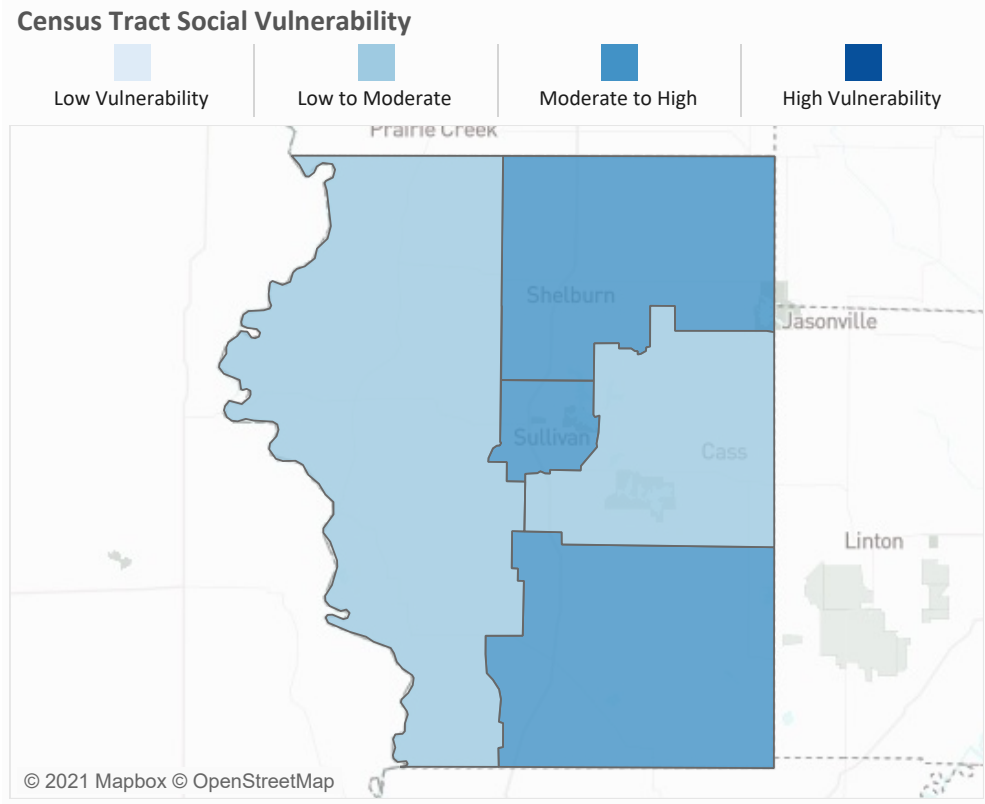 Census Tract Social Vulnerability
Low Vulnerability
Low to Moderate
Moderate to High
High Vulnerability
Prairie Creek
Shelburn
Jasonville
Sullivan
Cass
Linton
© 2021 Mapbox © OpenStreetMap